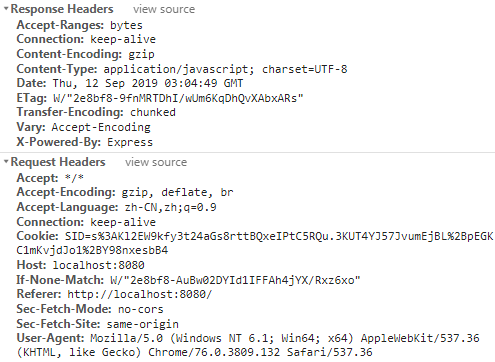 Response Headers view source
Accept-Ranges: bytes
Connection: keep-alive
Content-Encoding: gzip
Content-Type: application/javascript; charset=UTF-8
Date: Thu, 12 Sep 2019 03:04:49 GMT
ETag: W/"2e8bf8-9fnMRTDhI/wUm6KqDhQvXAbxARs"
Transfer-Encoding: chunked
Vary: Accept-Encoding
X-Powered-By: Express
Request Headers view source
Accept: */*
Accept-Encoding: gzip, deflate, br
Accept-Language: zh-CN,zh;q=0.9
Connection: keep-alive
Cookie: SID=s%3AKl2EW9kfy3t24aGs8rttBQxeIPtC5RQu.3KUT4YJ57JvumEjBL%2BpEGK
C1mKvjdJo1%2BY98nxesbB4
Host: localhost:8080
If-None-Match: W/"2e8bf8-AuBw02DYId1IFFAh4jYX/Rxz6xo"
Referer: http://localhost:8080/
Sec-Fetch-Mode: no-cors
Sec-Fetch-Site: same-origin
User-Agent: Mozilla/5.0 (Windows NT 6.1; Win64; x64) AppleWebKit/537.36
(KHTML, like Gecko) Chrome/76.0.3809.132 Safari/537.36